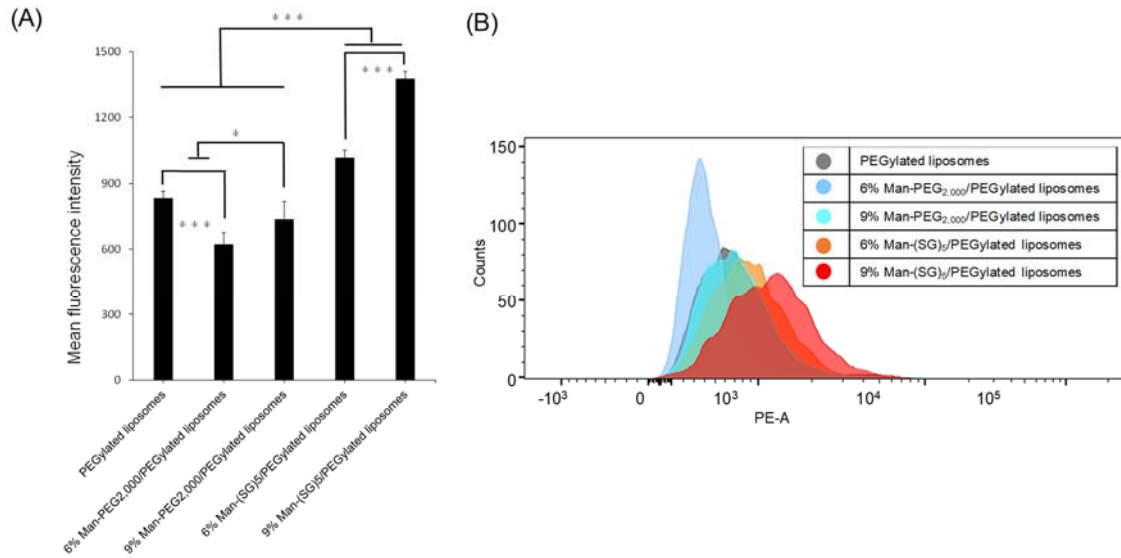 (A)
Mean fluorescence intensity
1500
1200
900
600
300
0
***
*
***
***
PEGylated liposomes
6% Man-PEG2,000/PEGylated liposomes
9% Man-PEG2,000/PEGylated liposomes
6% Man-(SG)5/PEGylated liposomes
9% Man-(SG)5/PEGylated liposomes
(B)
Counts
150
100
50
0
-10³ 0 10³ 10⁴ 10⁵
PE-A
PEGylated liposomes
6% Man-PEG₂,₀₀₀/PEGylated liposomes
9% Man-PEG₂,₀₀₀/PEGylated liposomes
6% Man-(SG)₅/PEGylated liposomes
9% Man-(SG)₅/PEGylated liposomes